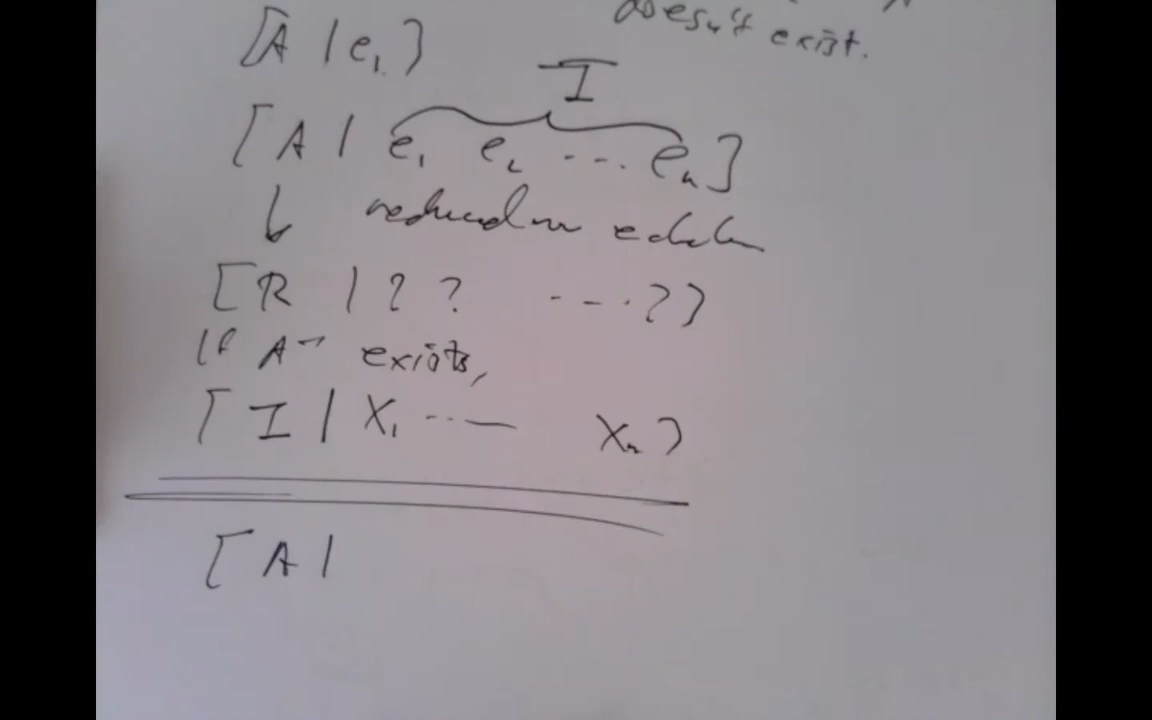 doesn't exist.
[A | e₁]
I
[A | e₁ e₂ ... eₙ]
↓ reduced row echelon
[R | ? ? ... ?]
If A⁻¹ exists,
[I | X₁ ... Xₙ]
[A |